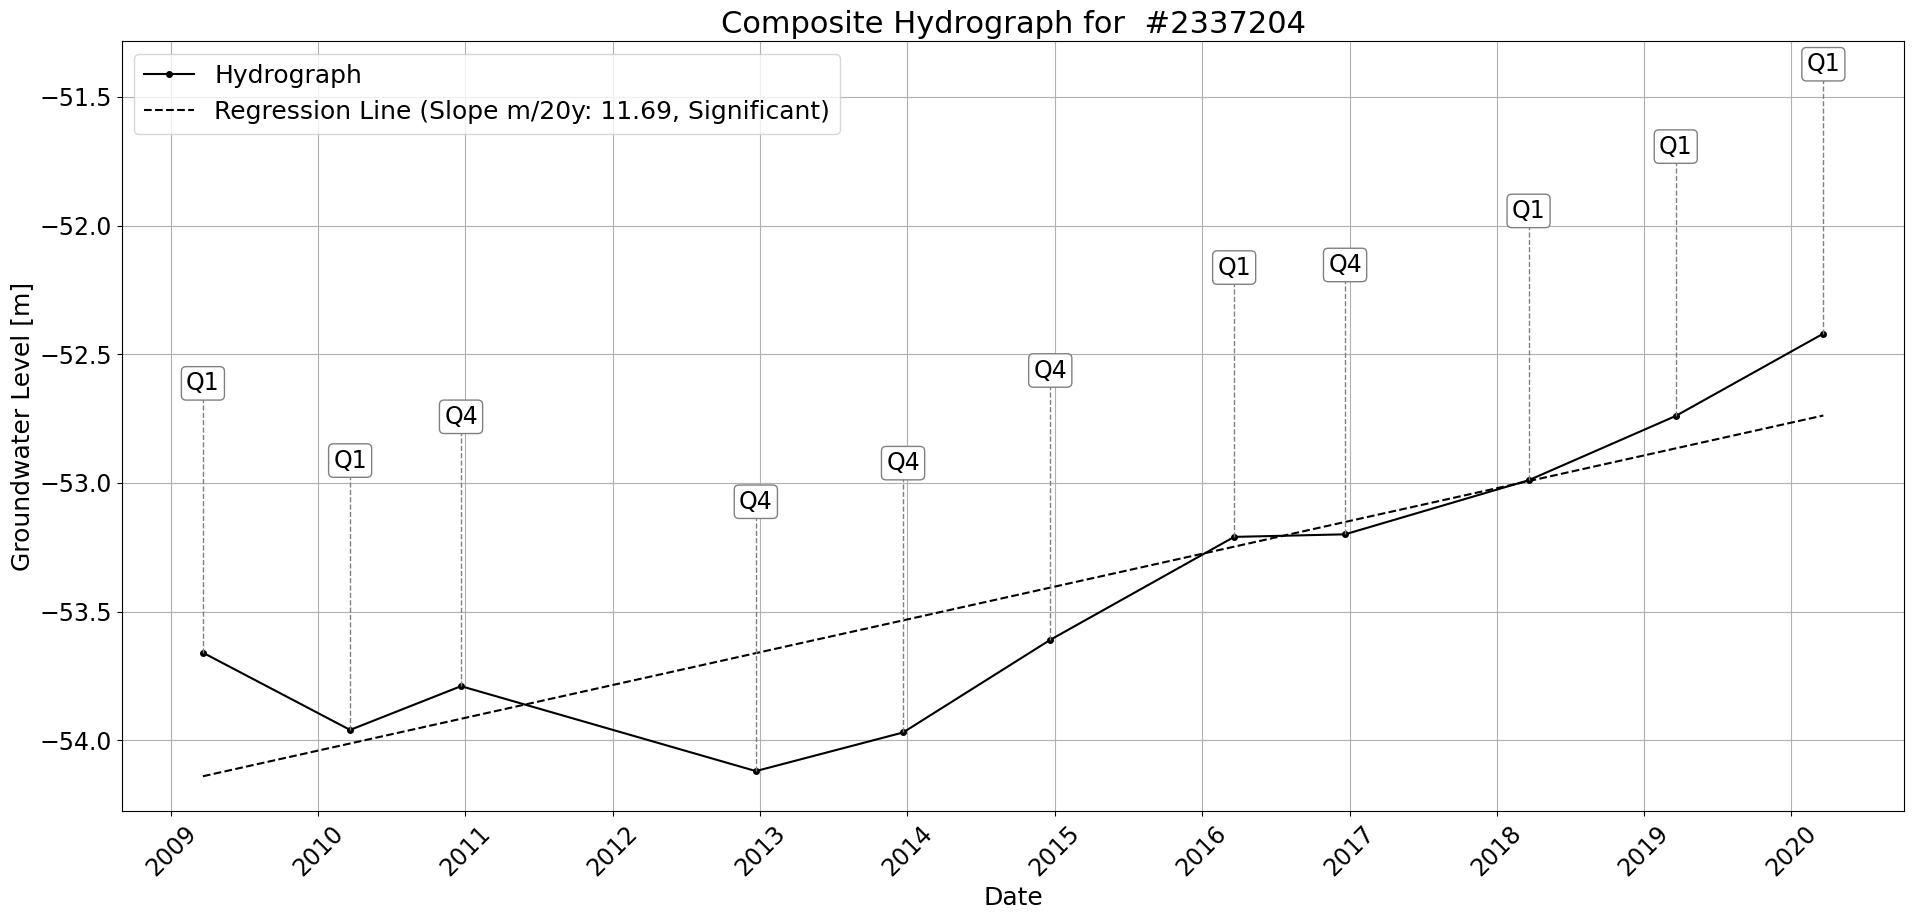 Composite Hydrograph for  #2337204
Hydrograph
Regression Line (Slope m/20y: 11.69, Significant)
Groundwater Level [m]
−51.5
−52.0
−52.5
−53.0
−53.5
−54.0
Q1
Q1
Q4
Q4
Q4
Q4
Q1
Q4
Q1
Q1
Q1
2009
2010
2011
2012
2013
2014
2015
2016
2017
2018
2019
2020
Date